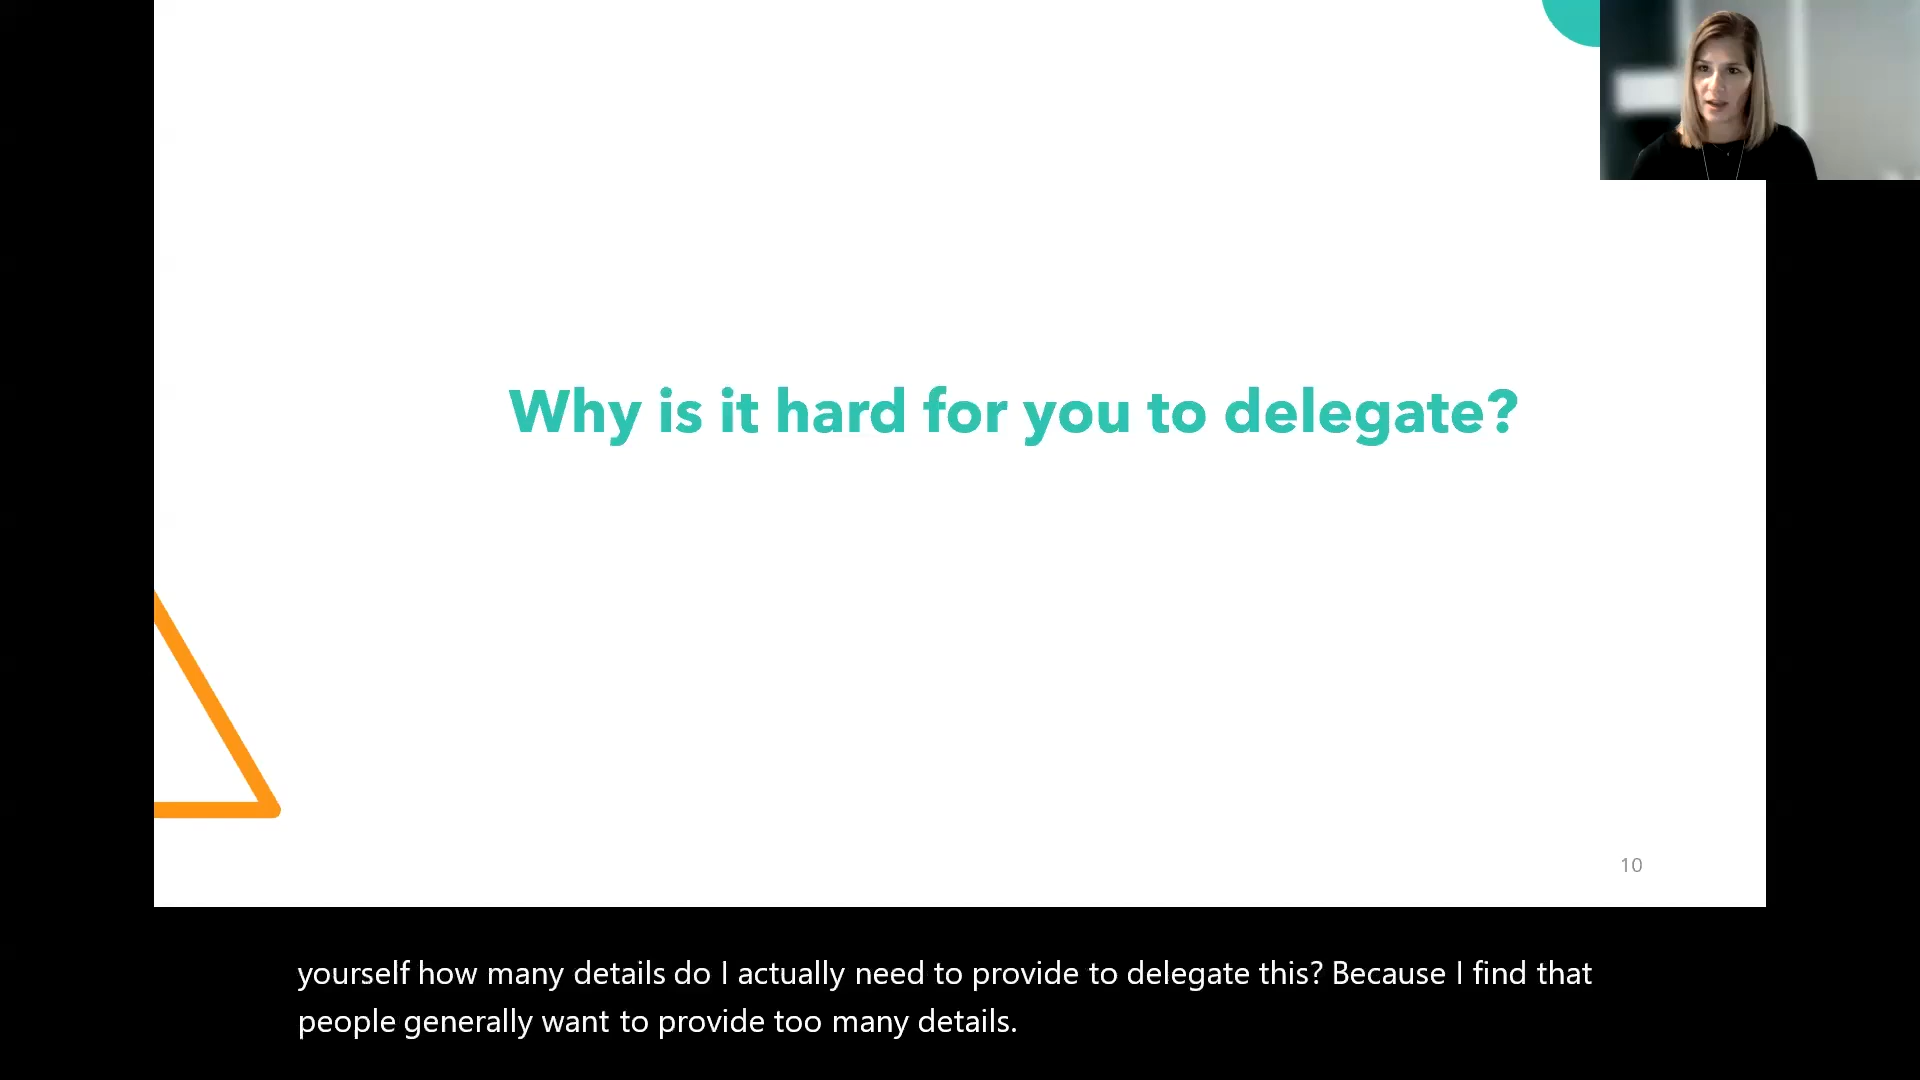 Why is it hard for you to delegate?
10
yourself how many details do I actually need to provide to delegate this? Because I find that
people generally want to provide too many details.